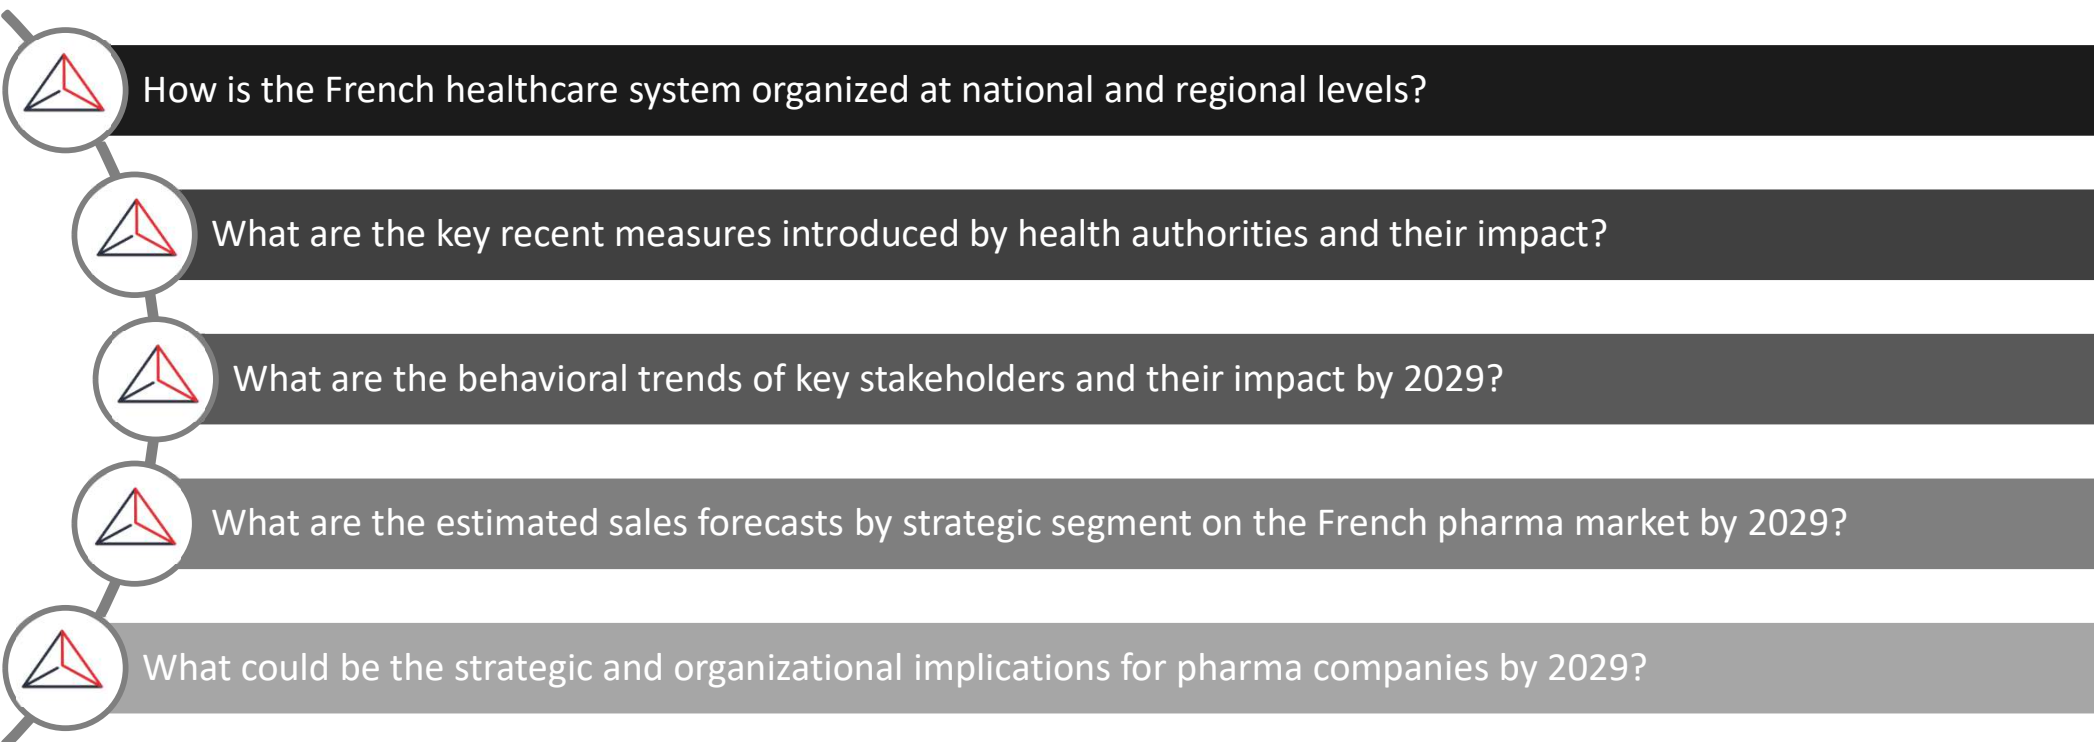 How is the French healthcare system organized at national and regional levels?
What are the key recent measures introduced by health authorities and their impact?
What are the behavioral trends of key stakeholders and their impact by 2029?
What are the estimated sales forecasts by strategic segment on the French pharma market by 2029?
What could be the strategic and organizational implications for pharma companies by 2029?